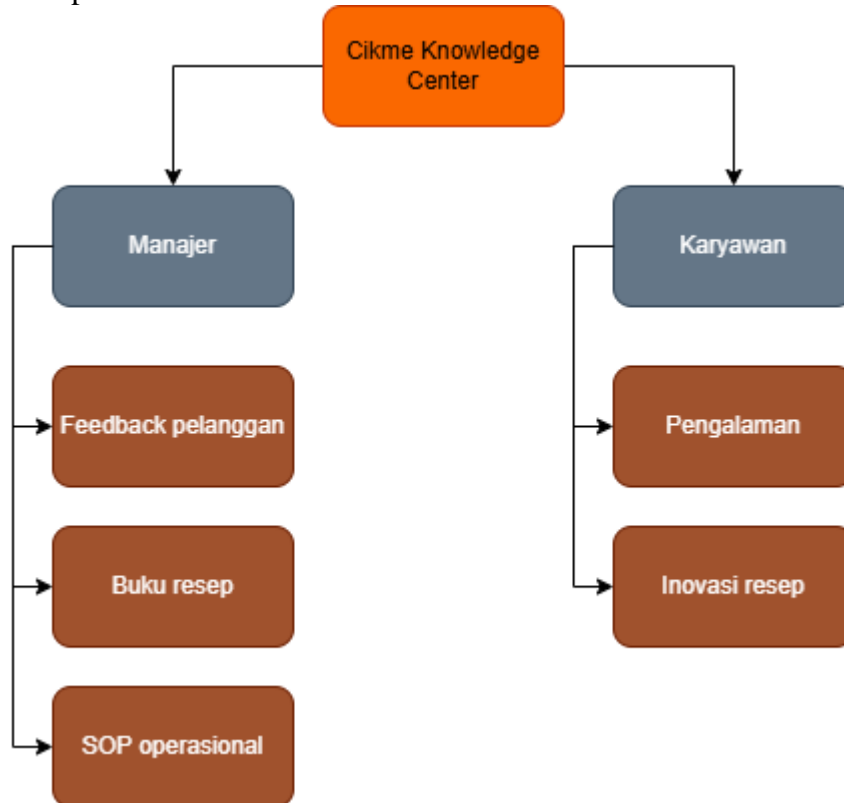 Cikme Knowledge
Center
Manajer
Karyawan
Feedback pelanggan
Pengalaman
Buku resep
Inovasi resep
SOP operasional